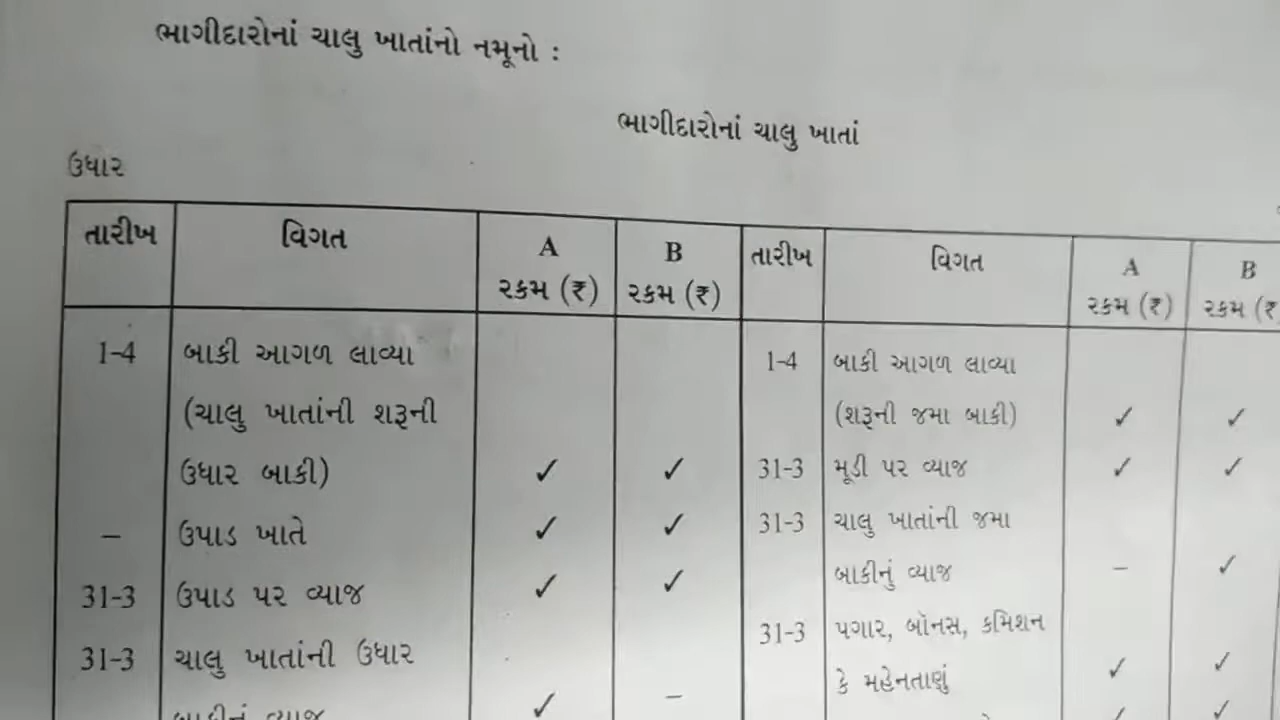 ભાગીદારોનાં ચાલુ ખાતાંનો નમૂનો :
ભાગીદારોનાં ચાલુ ખાતાં
ઉધાર
તારીખ વિગત A રકમ (₹) B રકમ (₹) તારીખ વિગત A રકમ (₹) B રકમ (₹
1–4 બાકી આગળ લાવ્યા 1–4 બાકી આગળ લાવ્યા
(ચાલુ ખાતાંની શરૂની (શરૂની જમા બાકી) ✓ ✓
ઉધાર બાકી) ✓ ✓ 31–3 મૂડી પર વ્યાજ ✓ ✓
– ઉપાડ ખાતે ✓ ✓ 31–3 ચાલુ ખાતાંની જમા
બાકીનું વ્યાજ – ✓
31–3 ઉપાડ પર વ્યાજ ✓ ✓ 31–3 પગાર, બૉનસ, કમિશન
31–3 ચાલુ ખાતાંની ઉધાર કે મહેનતાણું ✓ ✓
બાકીનું વ્યાજ ✓ – ✓ ✓